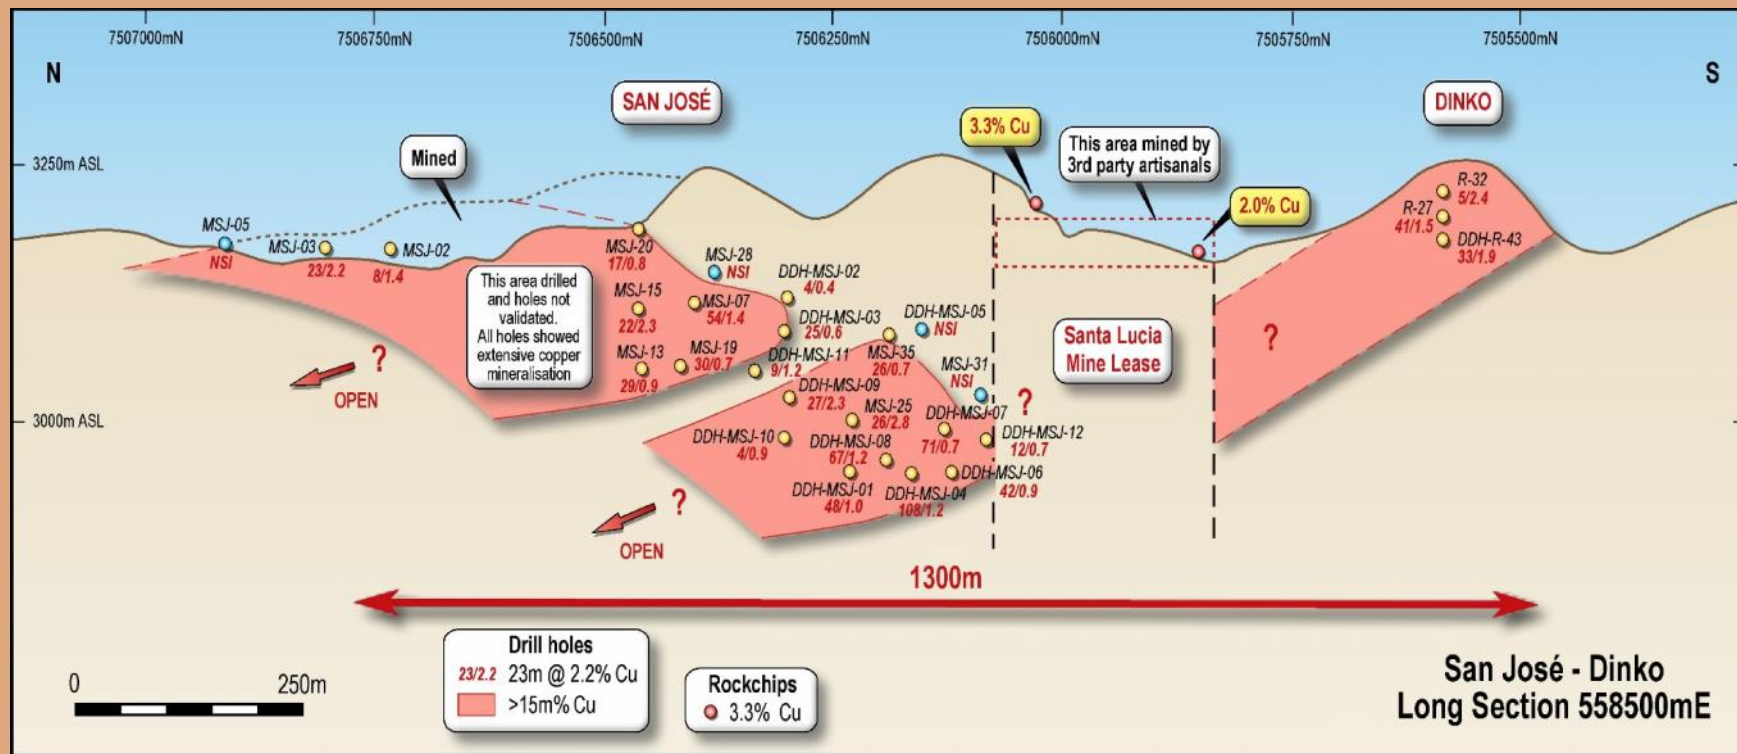 7507000mN
7506750mN
7506500mN
7506250mN
7506000mN
7505750mN
7505500mN
N
S
SAN JOSÉ
DINKO
3.3% Cu
Mined
This area mined by
3rd party artisanals
3250m ASL
2.0% Cu
R-32
5/2.4
R-27
41/1.5
DDH-R-43
33/1.9
MSJ-05
NSI
MSJ-03
23/2.2
MSJ-02
8/1.4
MSJ-20
17/0.8
MSJ-28
NSI
DDH-MSJ-02
4/0.4
This area drilled
and holes not
validated.
All holes showed
extensive copper
mineralisation
MSJ-15
22/2.3
MSJ-07
54/1.4
DDH-MSJ-03
25/0.6
DDH-MSJ-05
NSI
MSJ-13
29/0.9
MSJ-19
30/0.7
DDH-MSJ-11
9/1.2
MSJ-35
26/0.7
MSJ-31
NSI
Santa Lucia
Mine Lease
?
?
OPEN
DDH-MSJ-09
27/2.3
MSJ-25
26/2.8
DDH-MSJ-07
71/0.7
?
3000m ASL
DDH-MSJ-10
4/0.9
DDH-MSJ-08
67/1.2
DDH-MSJ-12
12/0.7
DDH-MSJ-01
48/1.0
DDH-MSJ-04
108/1.2
DDH-MSJ-06
42/0.9
?
OPEN
1300m
0
250m
Drill holes
23/2.2 23m @ 2.2% Cu
>15m% Cu
Rockchips
3.3% Cu
San José - Dinko
Long Section 558500mE